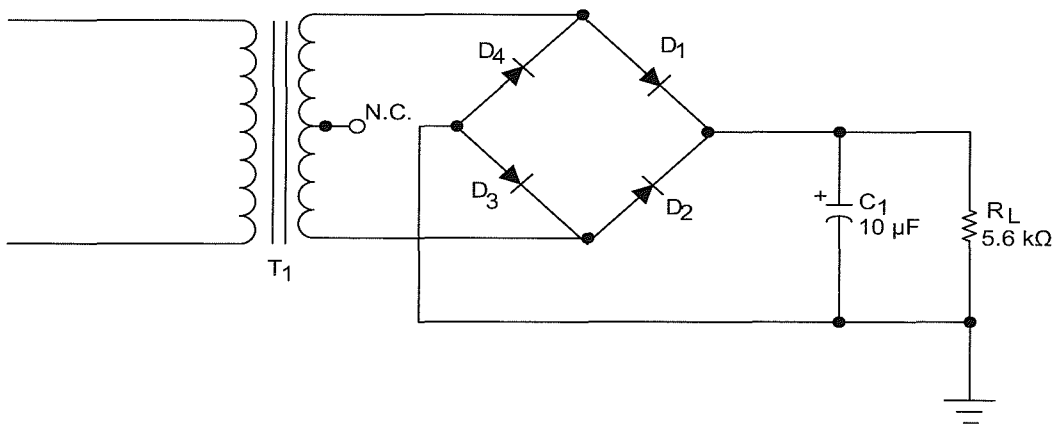 D4
D1
N.C.
D3
D2
T1
+
C1
10 µF
RL
5.6 kΩ